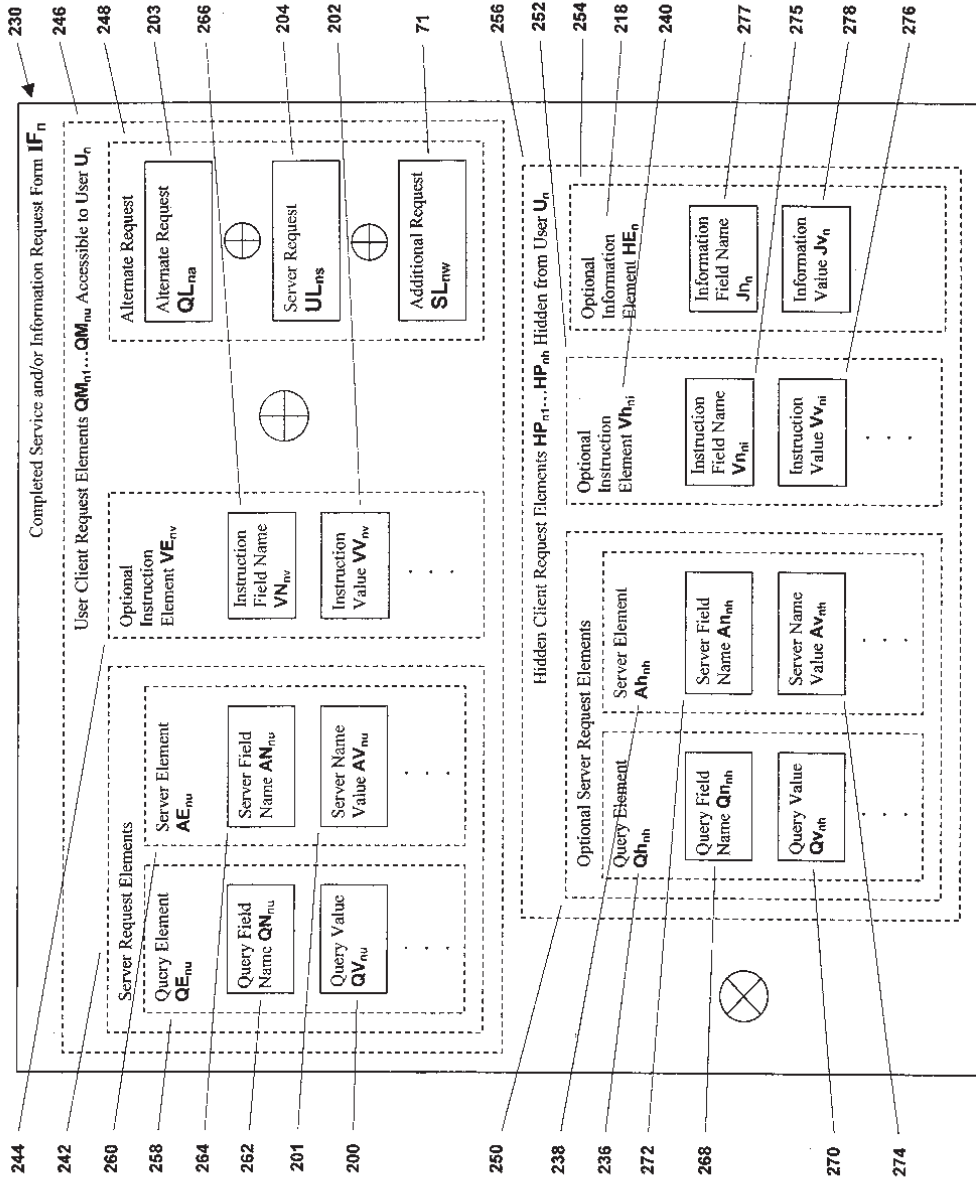 Completed Service and/or Information Request Form IFn
User Client Request Elements QMn1...QMnu Accessible to User Un
Server Request Elements
Query Element
QEnu
Query Field
Name QNnu
Query Value
QVnu
. . .
Server Element
AEnu
Server Field
Name ANnu
Server Name
Value AVnu
. . .
Optional
Instruction
Element VEnv
Instruction
Field Name
VNnv
Instruction
Value VVnv
. . .
Alternate Request
Alternate Request
QLna
Server Request
ULns
Additional Request
SLnw
Hidden Client Request Elements HPn1...HPnh Hidden from User Un
Optional Server Request Elements
Query Element
Qhnh
Query Field
Name Qnnh
Query Value
Qvnh
. . .
Server Element
Ahnh
Server Field
Name Annh
Server Name
Value Avnh
. . .
Optional
Instruction
Element Vhni
Instruction
Field Name
Vnni
Instruction
Value Vvni
. . .
Optional
Information
Element HEn
Information
Field Name
Jnn
Information
Value Jvn
244
242
260
258
264
262
201
200
250
238
236
272
268
270
274
230
246
248
203
266
204
202
71
256
252
254
218
240
277
275
278
276